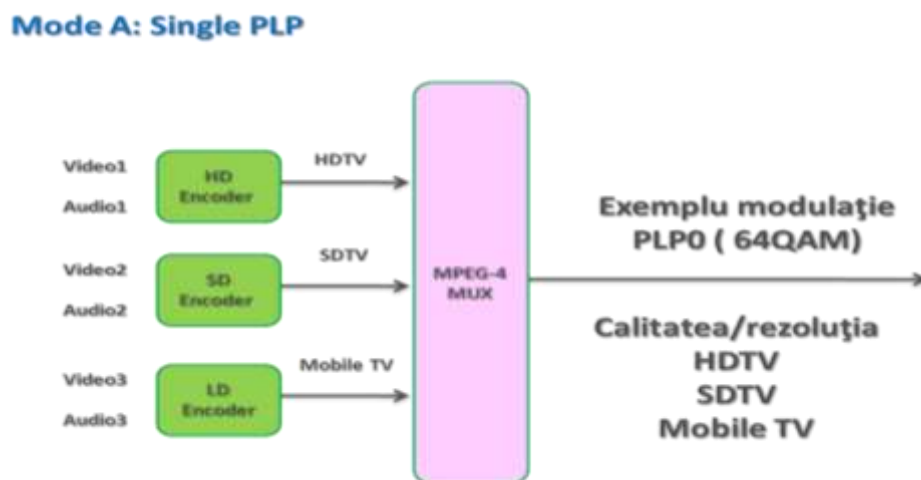 Mode A: Single PLP
Video1
Audio1
HD
Encoder
HDTV
Video2
Audio2
SD
Encoder
SDTV
Video3
Audio3
LD
Encoder
Mobile TV
MPEG-4
MUX
Exemplu modulaţie
PLP0 ( 64QAM)
Calitatea/rezoluţia
HDTV
SDTV
Mobile TV